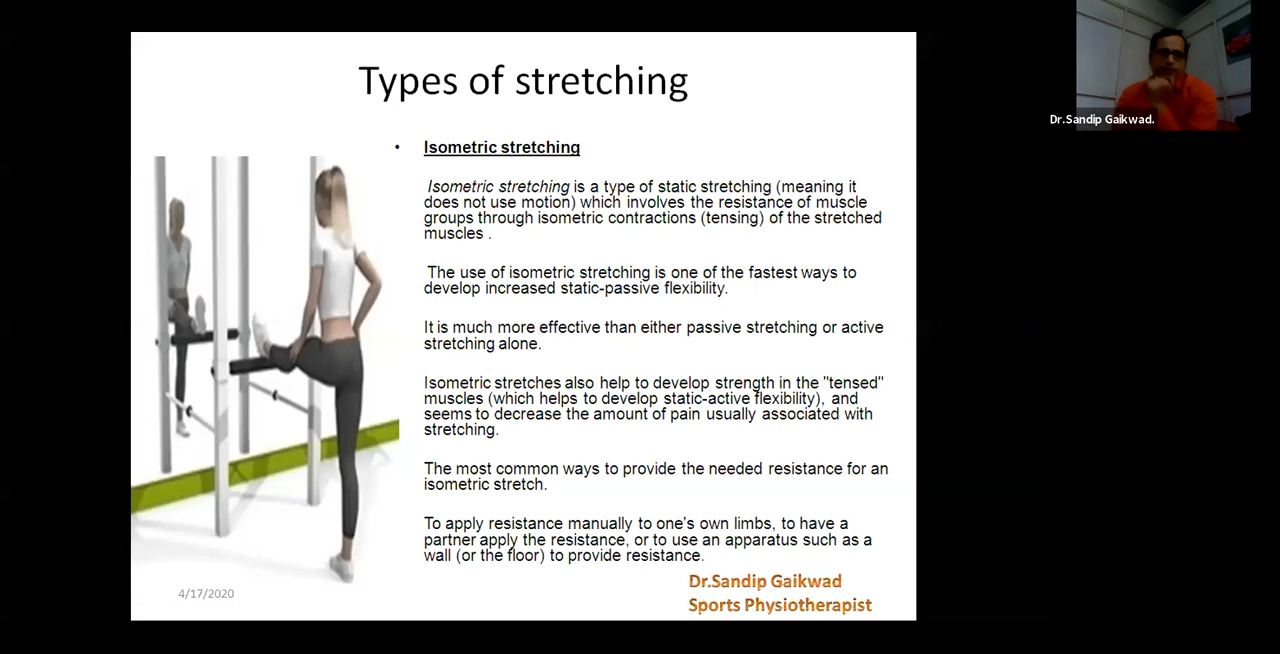 Types of stretching
Dr.Sandip Gaikwad.
• Isometric stretching
Isometric stretching is a type of static stretching (meaning it
does not use motion) which involves the resistance of muscle
groups through isometric contractions (tensing) of the stretched
muscles .
The use of isometric stretching is one of the fastest ways to
develop increased static-passive flexibility.
It is much more effective than either passive stretching or active
stretching alone.
Isometric stretches also help to develop strength in the "tensed"
muscles (which helps to develop static-active flexibility), and
seems to decrease the amount of pain usually associated with
stretching.
The most common ways to provide the needed resistance for an
isometric stretch.
To apply resistance manually to one's own limbs, to have a
partner apply the resistance, or to use an apparatus such as a
wall (or the floor) to provide resistance.
4/17/2020
Dr.Sandip Gaikwad
Sports Physiotherapist